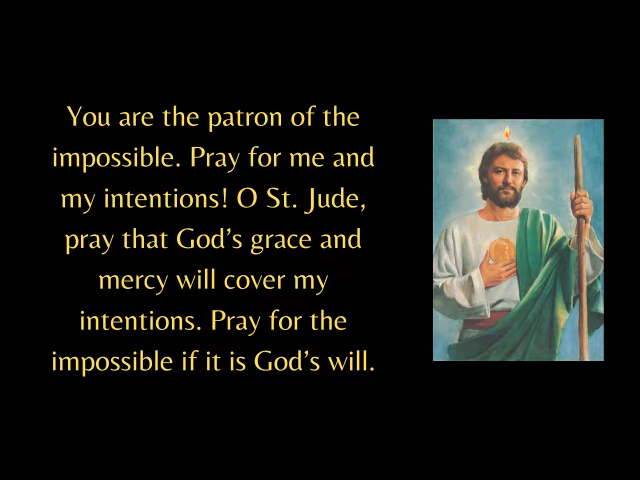 You are the patron of the
impossible. Pray for me and
my intentions! O St. Jude,
pray that God’s grace and
mercy will cover my
intentions. Pray for the
impossible if it is God’s will.